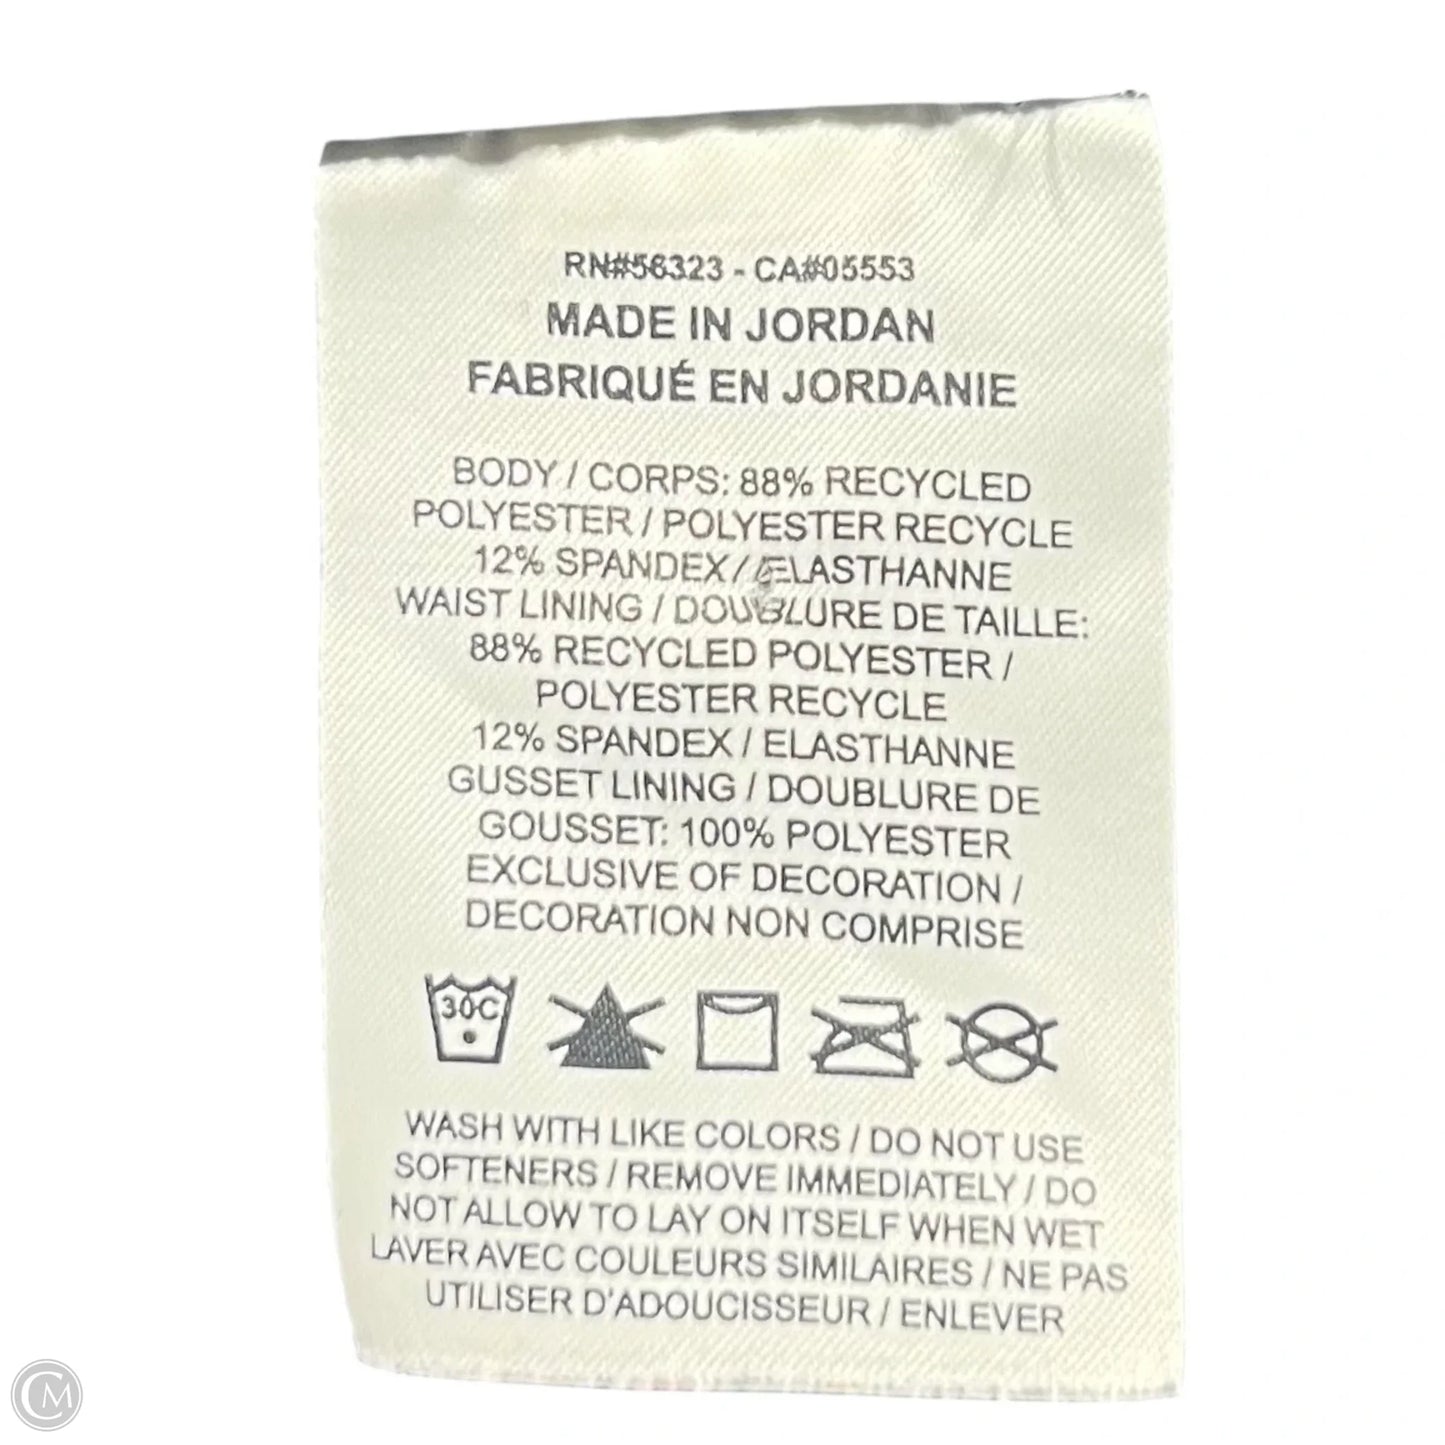 RN#56323 - CA#05553
MADE IN JORDAN
FABRIQUÉ EN JORDANIE
BODY / CORPS: 88% RECYCLED
POLYESTER / POLYESTER RECYCLE
12% SPANDEX / ELASTHANNE
WAIST LINING / DOUBLURE DE TAILLE:
88% RECYCLED POLYESTER /
POLYESTER RECYCLE
12% SPANDEX / ELASTHANNE
GUSSET LINING / DOUBLURE DE
GOUSSET: 100% POLYESTER
EXCLUSIVE OF DECORATION /
DECORATION NON COMPRISE
30C
WASH WITH LIKE COLORS / DO NOT USE
SOFTENERS / REMOVE IMMEDIATELY / DO
NOT ALLOW TO LAY ON ITSELF WHEN WET
LAVER AVEC COULEURS SIMILAIRES / NE PAS
UTILISER D'ADOUCISSEUR / ENLEVER
CM